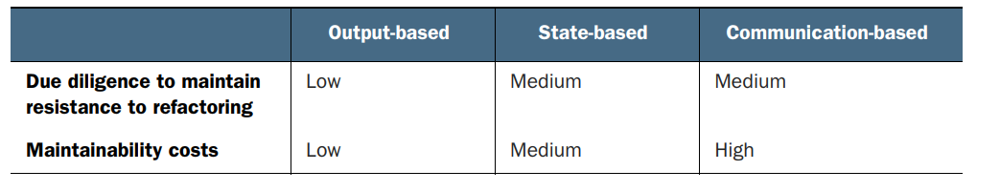 Output-based State-based Communication-based
Due diligence to maintain Low Medium Medium
resistance to refactoring
Maintainability costs Low Medium High